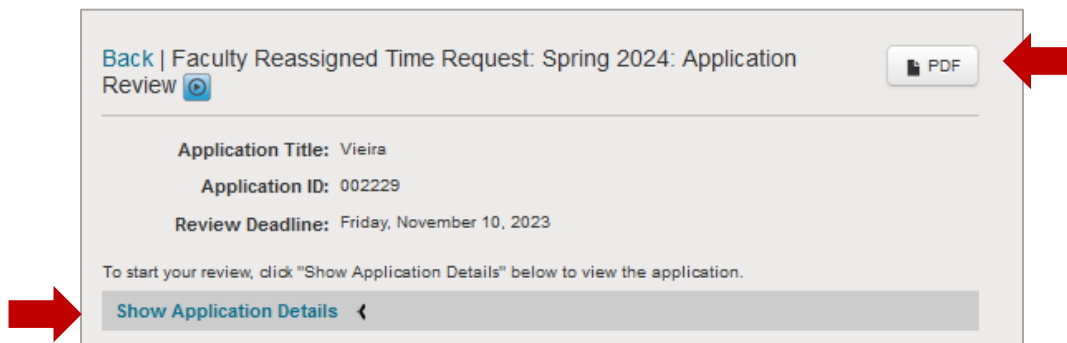 Back | Faculty Reassigned Time Request: Spring 2024: Application
Review
PDF
Application Title: Vieira
Application ID: 002229
Review Deadline: Friday, November 10, 2023
To start your review, click "Show Application Details" below to view the application.
Show Application Details